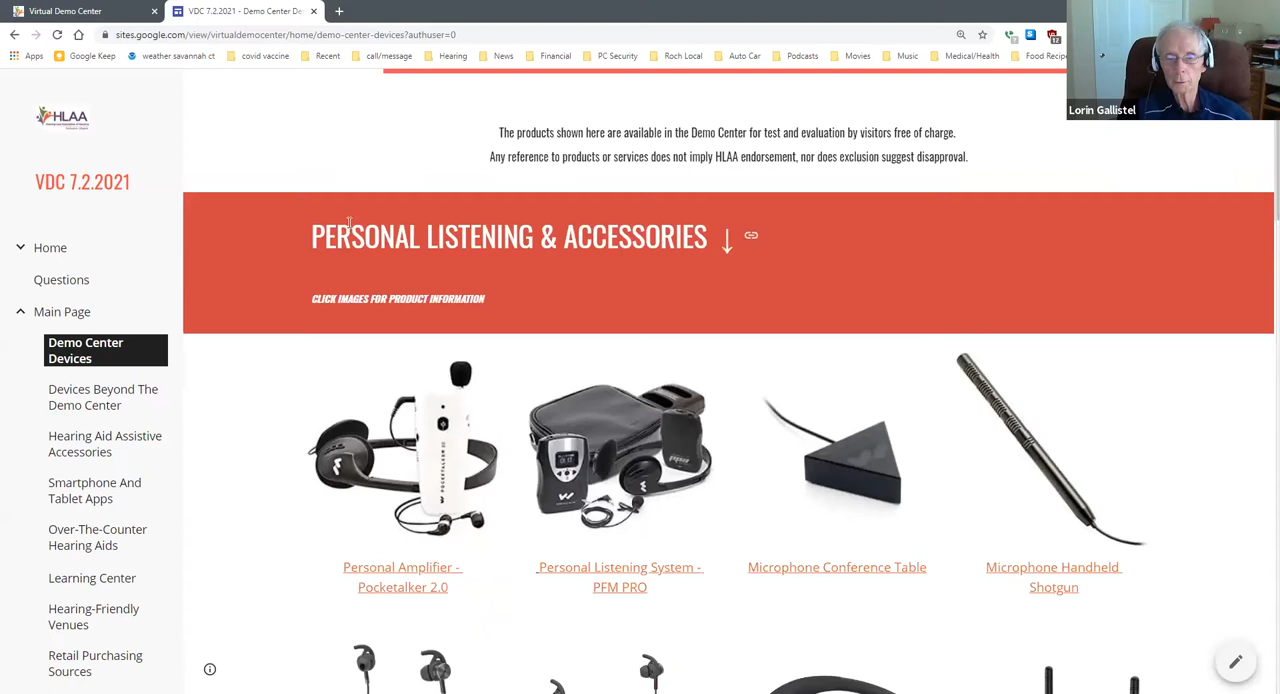 Virtual Demo Center
VDC 7.2.2021 - Demo Center De
sites.google.com/view/virtualdemocenter/home/demo-center-devices?authuser=0
Apps
Google Keep
weather savannah ct
covid vaccine
Recent
call/message
Hearing
News
Financial
PC Security
Roch Local
Auto Car
Podcasts
Movies
Music
Medical/Health
Food Recip
Lorin Gallistel
HLAA
VDC 7.2.2021
Home
Questions
Main Page
Demo Center
Devices
Devices Beyond The
Demo Center
Hearing Aid Assistive
Accessories
Smartphone And
Tablet Apps
Over-The-Counter
Hearing Aids
Learning Center
Hearing-Friendly
Venues
Retail Purchasing
Sources
The products shown here are available in the Demo Center for test and evaluation by visitors free of charge.
Any reference to products or services does not imply HLAA endorsement, nor does exclusion suggest disapproval.
PERSONAL LISTENING & ACCESSORIES ↓
CLICK IMAGES FOR PRODUCT INFORMATION
POCKETALKER
Personal Amplifier -
Pocketalker 2.0
Personal Listening System -
PFM PRO
Microphone Conference Table
Microphone Handheld
Shotgun